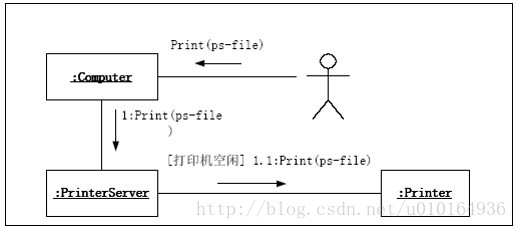 Print(ps-file)
:Computer
1:Print(ps-file
)
[打印机空闲] 1.1:Print(ps-file)
:PrinterServer
:Printer
http://blog.csdn.net/u010164936